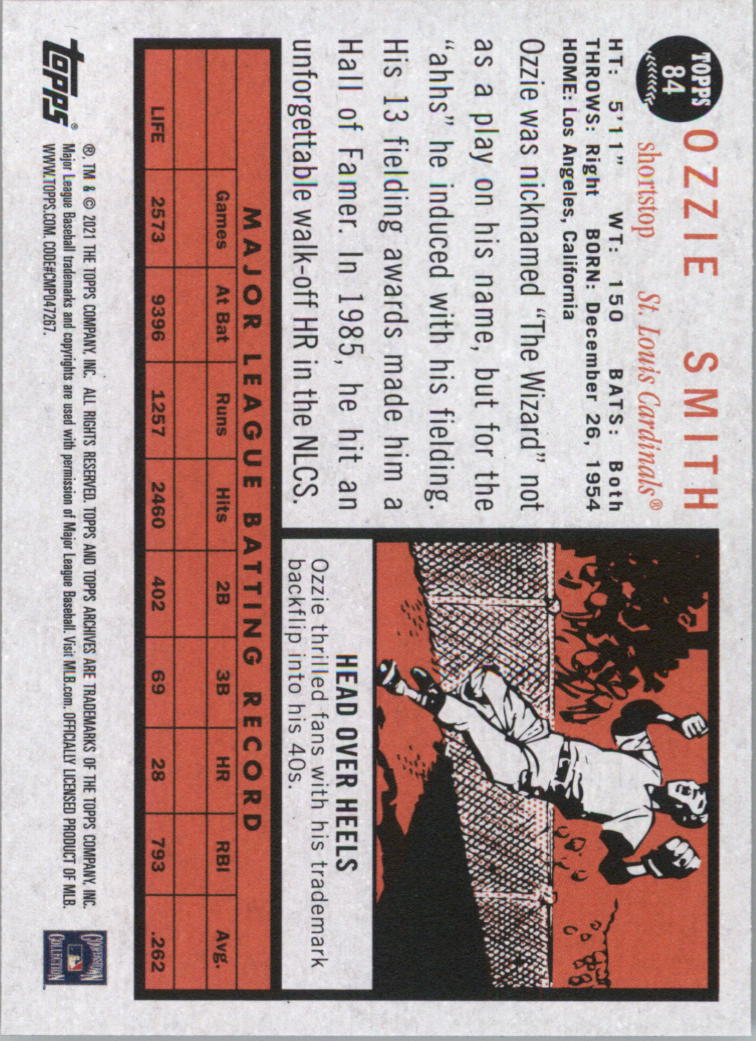 TOPPS
84
OZZIE SMITH
shortstop St. Louis Cardinals®
HT: 5'11" WT: 150 BATS: Both
THROWS: Right BORN: December 26, 1954
HOME: Los Angeles, California
Ozzie was nicknamed "The Wizard" not
as a play on his name, but for the
"ahhs" he induced with his fielding.
His 13 fielding awards made him a
Hall of Famer. In 1985, he hit an
unforgettable walk-off HR in the NLCS.
HEAD OVER HEELS
Ozzie thrilled fans with his trademark
backflip into his 40s.
MAJOR LEAGUE BATTING RECORD
Games At Bat Runs Hits 2B 3B HR RBI Avg.
LIFE 2573 9396 1257 2460 402 69 28 793 .262
topps®
®, TM & © 2021 THE TOPPS COMPANY, INC. ALL RIGHTS RESERVED. TOPPS AND TOPPS ARCHIVES ARE TRADEMARKS OF THE TOPPS COMPANY, INC.
Major League Baseball trademarks and copyrights are used with permission of Major League Baseball. Visit MLB.com. OFFICIALLY LICENSED PRODUCT OF MLB.
WWW.TOPPS.COM. CODE#CMP047267.
COOPERSTOWN
COLLECTION